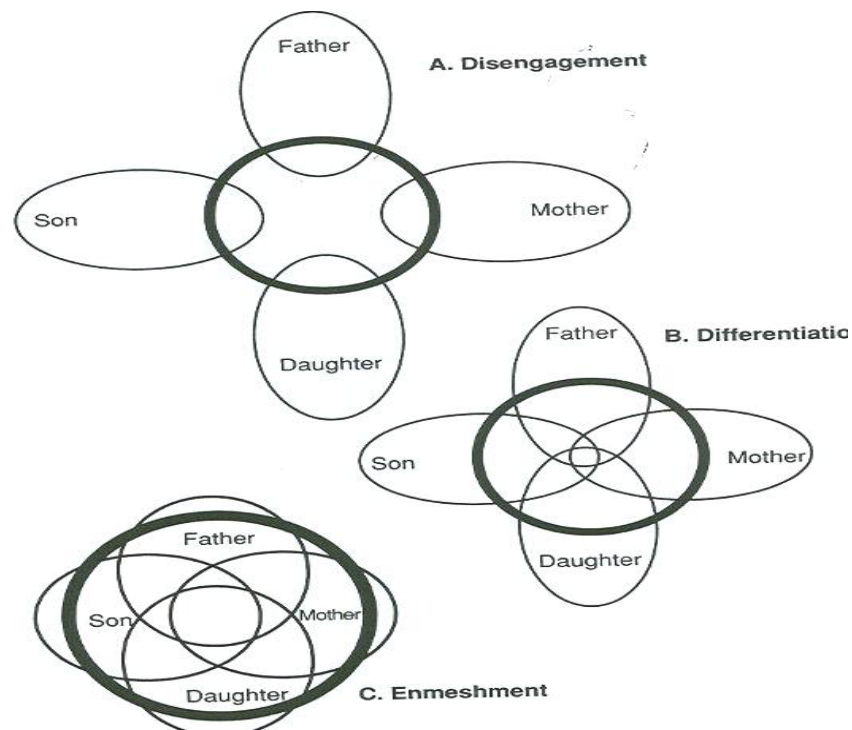 Father
A. Disengagement
Son
Mother
Daughter
Father
B. Differentiatio
Son
Mother
Daughter
Father
Son
Mother
Daughter
C. Enmeshment